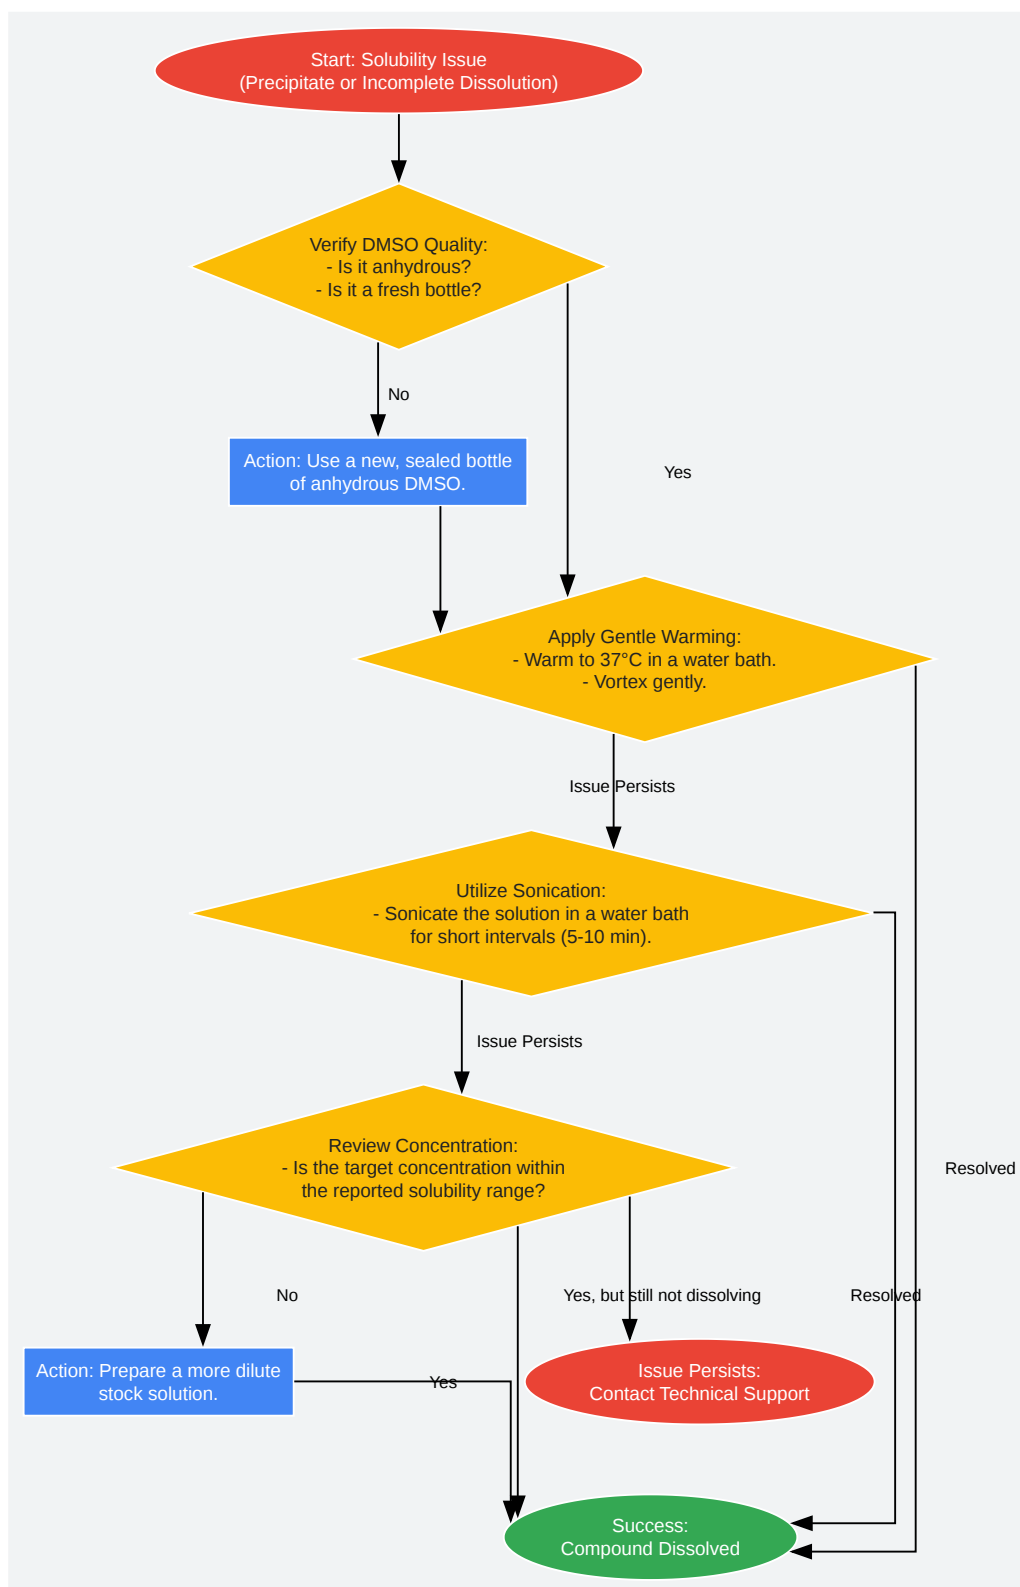 Start: Solubility Issue
(Precipitate or Incomplete Dissolution)
Verify DMSO Quality:
- Is it anhydrous?
- Is it a fresh bottle?
No
Action: Use a new, sealed bottle
of anhydrous DMSO.
Yes
Apply Gentle Warming:
- Warm to 37°C in a water bath.
- Vortex gently.
Issue Persists
Utilize Sonication:
- Sonicate the solution in a water bath
for short intervals (5-10 min).
Issue Persists
Review Concentration:
- Is the target concentration within
the reported solubility range?
Resolved
No
Yes, but still not dissolving
Resolved
Action: Prepare a more dilute
stock solution.
Yes
Issue Persists:
Contact Technical Support
Success:
Compound Dissolved